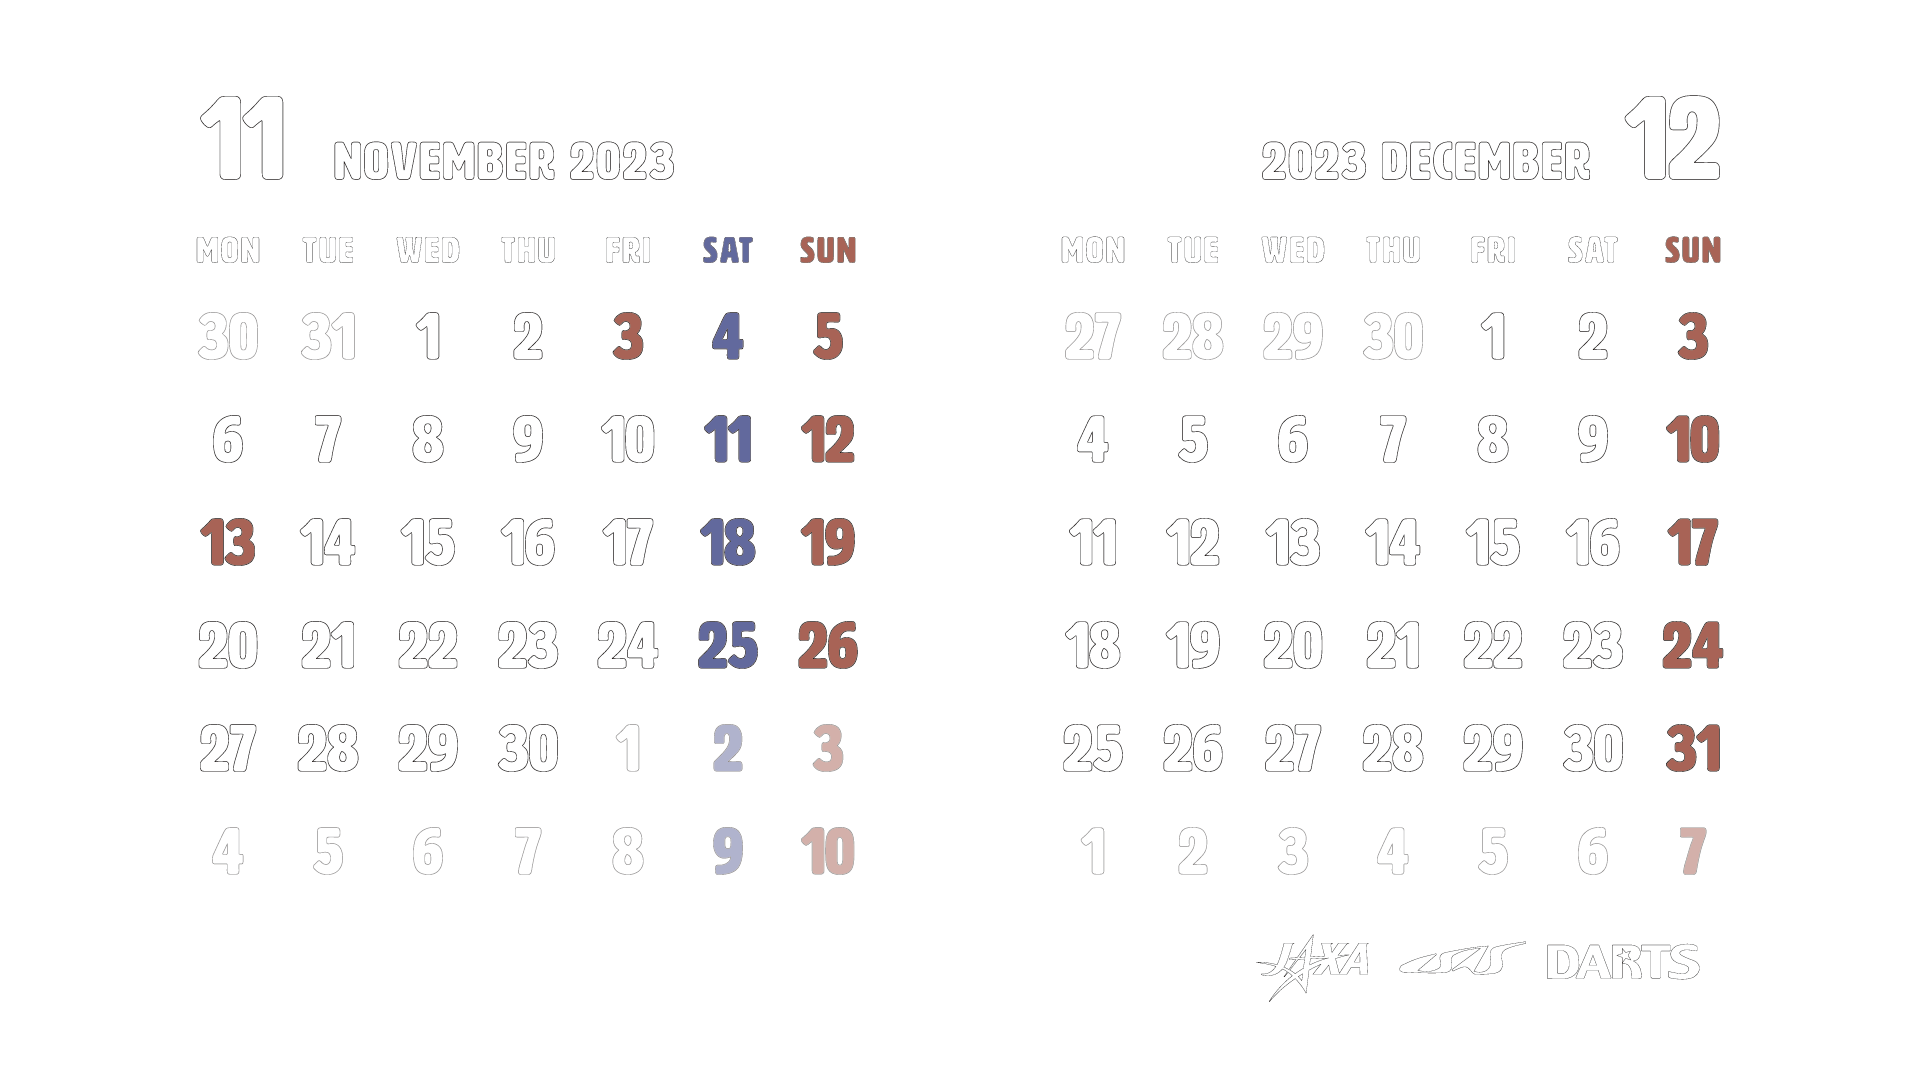 11 NOVEMBER 2023
MON TUE WED THU FRI SAT SUN
30 31 1 2 3 4 5
6 7 8 9 10 11 12
13 14 15 16 17 18 19
20 21 22 23 24 25 26
27 28 29 30 1 2 3
4 5 6 7 8 9 10
2023 DECEMBER 12
MON TUE WED THU FRI SAT SUN
27 28 29 30 1 2 3
4 5 6 7 8 9 10
11 12 13 14 15 16 17
18 19 20 21 22 23 24
25 26 27 28 29 30 31
1 2 3 4 5 6 7
JAXA ISAS DARTS